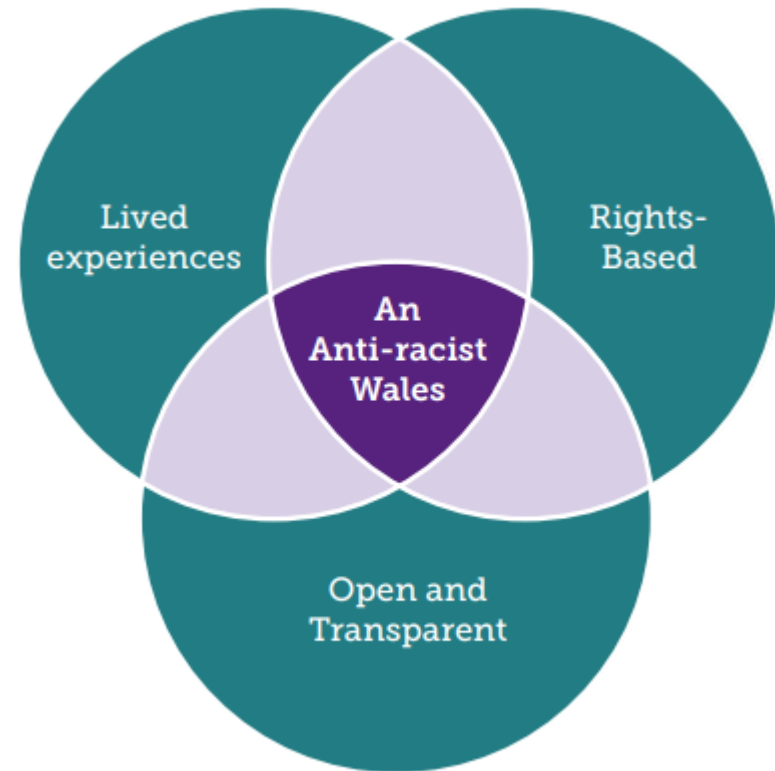 Lived
experiences
Rights-
Based
An
Anti-racist
Wales
Open and
Transparent